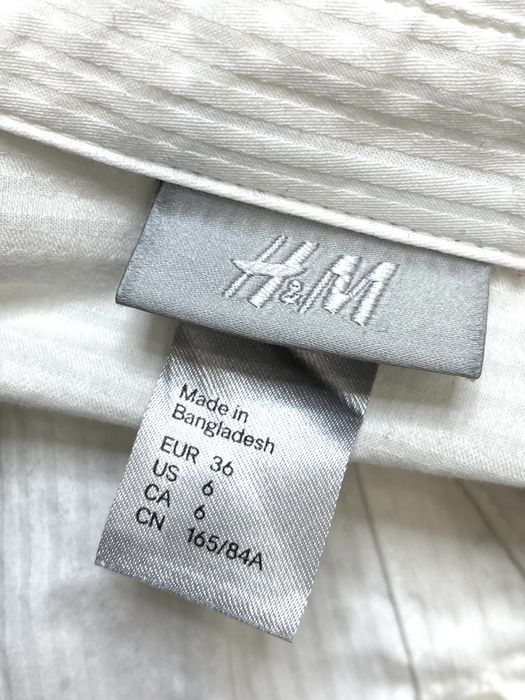 H&M
Made in
Bangladesh
EUR 36
US 6
CA 6
CN 165/84A